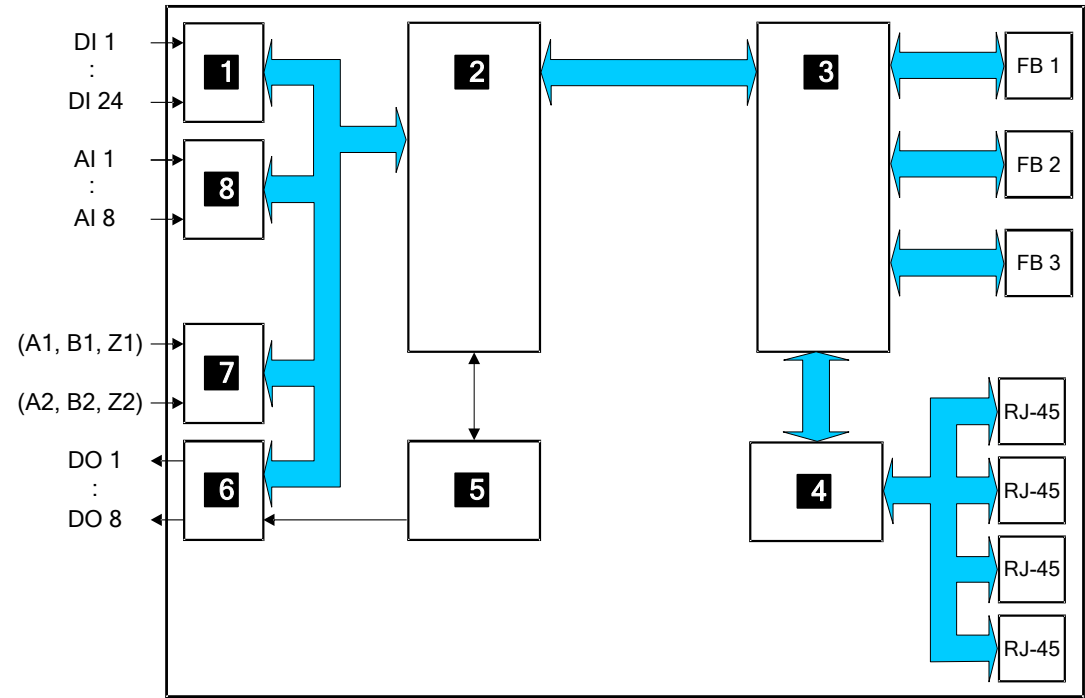 DI 1
:
DI 24
AI 1
:
AI 8
(A1, B1, Z1)
(A2, B2, Z2)
DO 1
:
DO 8
1
8
7
6
2
5
3
4
FB 1
FB 2
FB 3
RJ-45
RJ-45
RJ-45
RJ-45